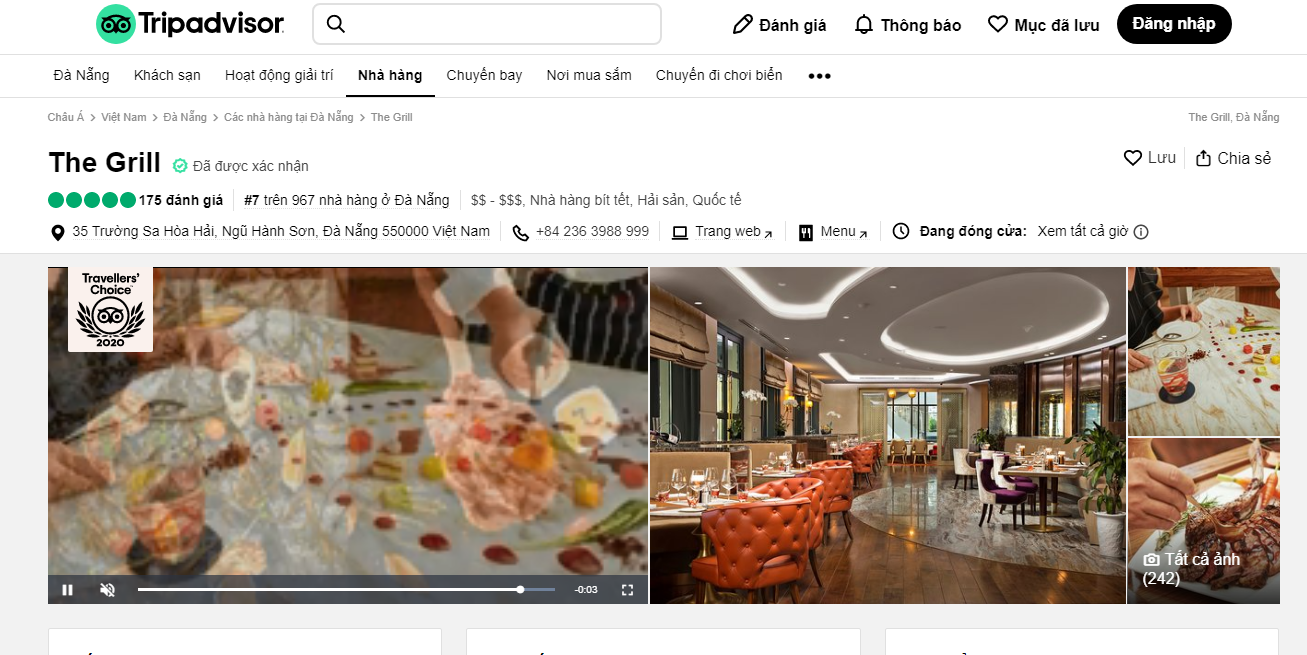 Tripadvisor
Đánh giá
Thông báo
Mục đã lưu
Đăng nhập
Đà Nẵng
Khách sạn
Hoạt động giải trí
Nhà hàng
Chuyến bay
Nơi mua sắm
Chuyến đi chơi biển
Châu Á > Việt Nam > Đà Nẵng > Các nhà hàng tại Đà Nẵng > The Grill
The Grill, Đà Nẵng
The Grill
Đã được xác nhận
Lưu
Chia sẻ
175 đánh giá
#7 trên 967 nhà hàng ở Đà Nẵng
$$ - $$$, Nhà hàng bít tết, Hải sản, Quốc tế
35 Trường Sa Hòa Hải, Ngũ Hành Sơn, Đà Nẵng 550000 Việt Nam
+84 236 3988 999
Trang web
Menu
Đang đóng cửa: Xem tất cả giờ
Travellers'
Choice
2020
-0:03
Tất cả ảnh
(242)